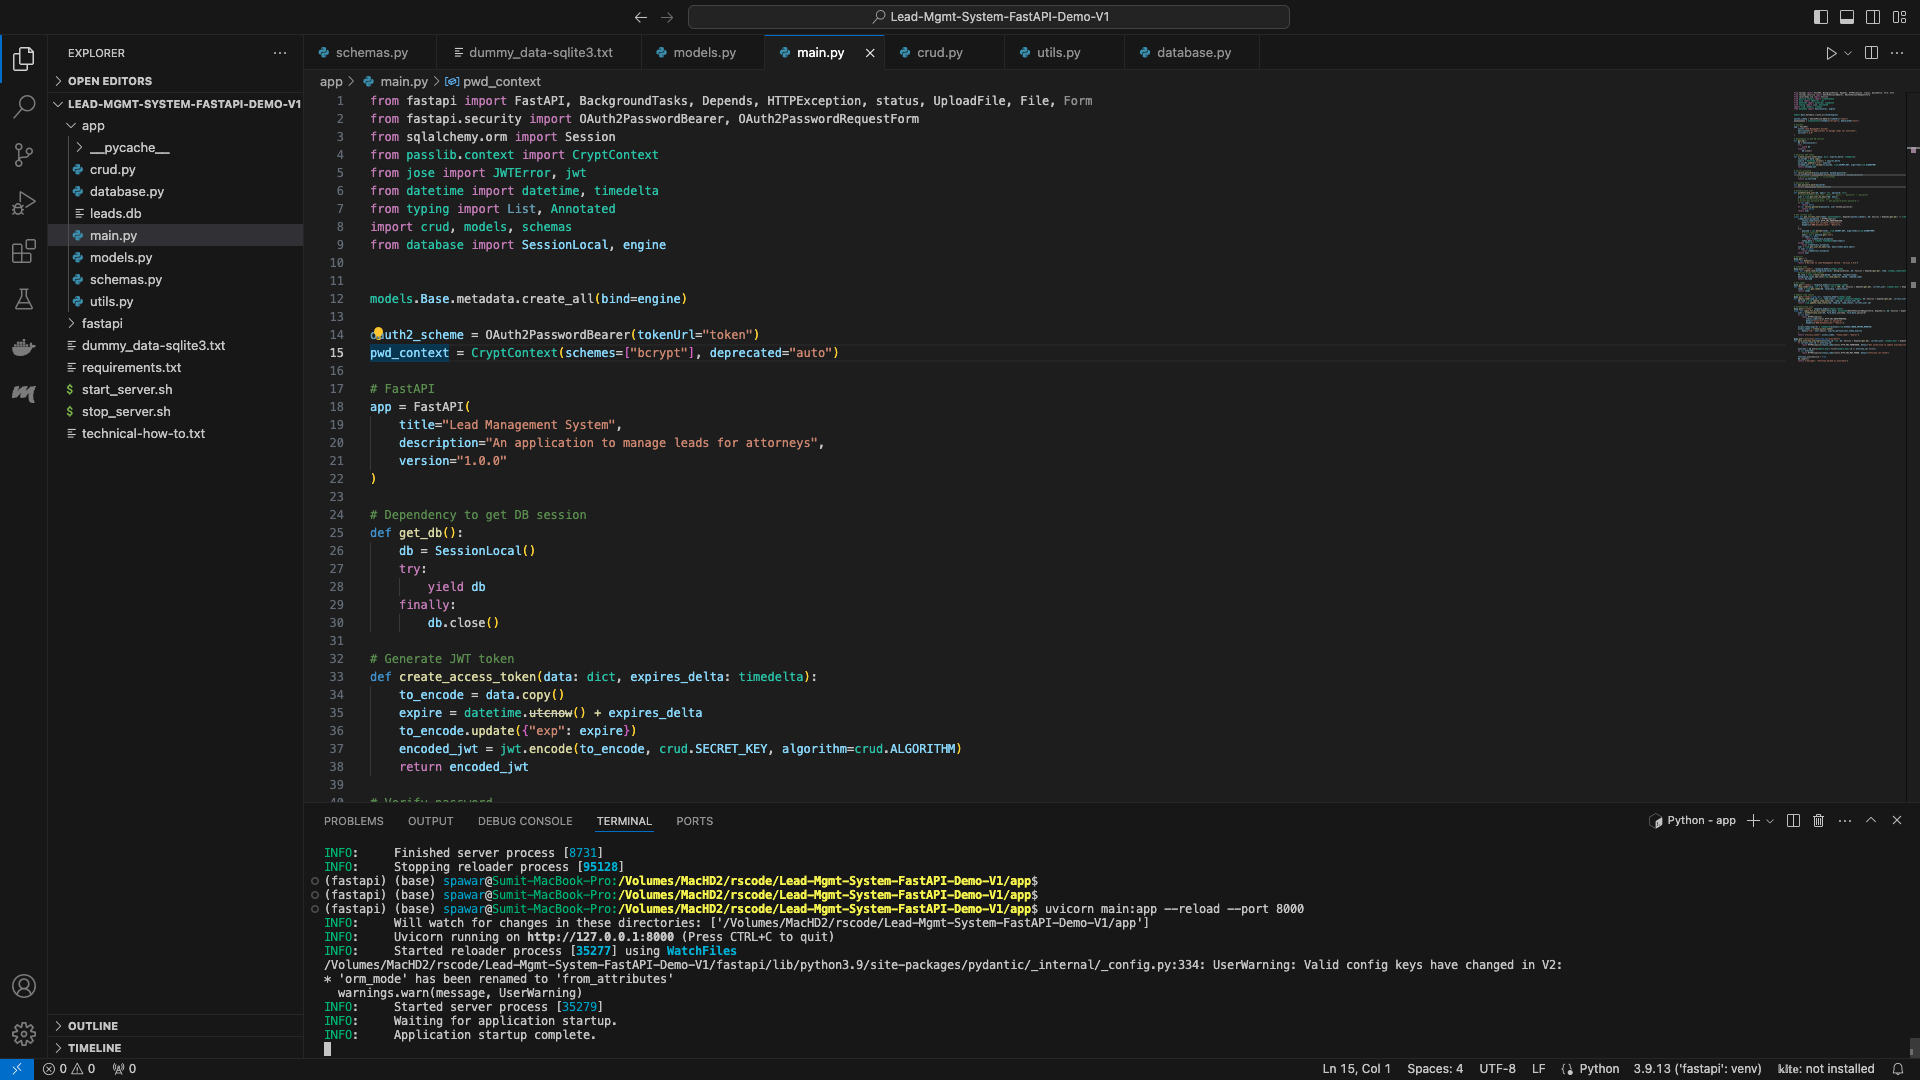 Lead-Mgmt-System-FastAPI-Demo-V1
EXPLORER
OPEN EDITORS
LEAD-MGMT-SYSTEM-FASTAPI-DEMO-V1
app
__pycache__
crud.py
database.py
leads.db
main.py
models.py
schemas.py
utils.py
fastapi
dummy_data-sqlite3.txt
requirements.txt
$ start_server.sh
$ stop_server.sh
technical-how-to.txt
OUTLINE
TIMELINE
schemas.py dummy_data-sqlite3.txt models.py main.py crud.py utils.py database.py
app > main.py > pwd_context
1 from fastapi import FastAPI, BackgroundTasks, Depends, HTTPException, status, UploadFile, File, Form
2 from fastapi.security import OAuth2PasswordBearer, OAuth2PasswordRequestForm
3 from sqlalchemy.orm import Session
4 from passlib.context import CryptContext
5 from jose import JWTError, jwt
6 from datetime import datetime, timedelta
7 from typing import List, Annotated
8 import crud, models, schemas
9 from database import SessionLocal, engine
10
11
12 models.Base.metadata.create_all(bind=engine)
13
14 oauth2_scheme = OAuth2PasswordBearer(tokenUrl="token")
15 pwd_context = CryptContext(schemes=["bcrypt"], deprecated="auto")
16
17 # FastAPI
18 app = FastAPI(
19     title="Lead Management System",
20     description="An application to manage leads for attorneys",
21     version="1.0.0"
22 )
23
24 # Dependency to get DB session
25 def get_db():
26     db = SessionLocal()
27     try:
28         yield db
29     finally:
30         db.close()
31
32 # Generate JWT token
33 def create_access_token(data: dict, expires_delta: timedelta):
34     to_encode = data.copy()
35     expire = datetime.utcnow() + expires_delta
36     to_encode.update({"exp": expire})
37     encoded_jwt = jwt.encode(to_encode, crud.SECRET_KEY, algorithm=crud.ALGORITHM)
38     return encoded_jwt
39
40 # Verify password
PROBLEMS OUTPUT DEBUG CONSOLE TERMINAL PORTS
Python - app
INFO:     Finished server process [8731]
INFO:     Stopping reloader process [95128]
(fastapi) (base) spawar@Sumit-MacBook-Pro:/Volumes/MacHD2/rscode/Lead-Mgmt-System-FastAPI-Demo-V1/app$
(fastapi) (base) spawar@Sumit-MacBook-Pro:/Volumes/MacHD2/rscode/Lead-Mgmt-System-FastAPI-Demo-V1/app$
(fastapi) (base) spawar@Sumit-MacBook-Pro:/Volumes/MacHD2/rscode/Lead-Mgmt-System-FastAPI-Demo-V1/app$ uvicorn main:app --reload --port 8000
INFO:     Will watch for changes in these directories: ['/Volumes/MacHD2/rscode/Lead-Mgmt-System-FastAPI-Demo-V1/app']
INFO:     Uvicorn running on http://127.0.0.1:8000 (Press CTRL+C to quit)
INFO:     Started reloader process [35277] using WatchFiles
/Volumes/MacHD2/rscode/Lead-Mgmt-System-FastAPI-Demo-V1/fastapi/lib/python3.9/site-packages/pydantic/_internal/_config.py:334: UserWarning: Valid config keys have changed in V2:
* 'orm_mode' has been renamed to 'from_attributes'
  warnings.warn(message, UserWarning)
INFO:     Started server process [35279]
INFO:     Waiting for application startup.
INFO:     Application startup complete.
0 0 0
Ln 15, Col 1 Spaces: 4 UTF-8 LF Python 3.9.13 ('fastapi': venv) kite: not installed